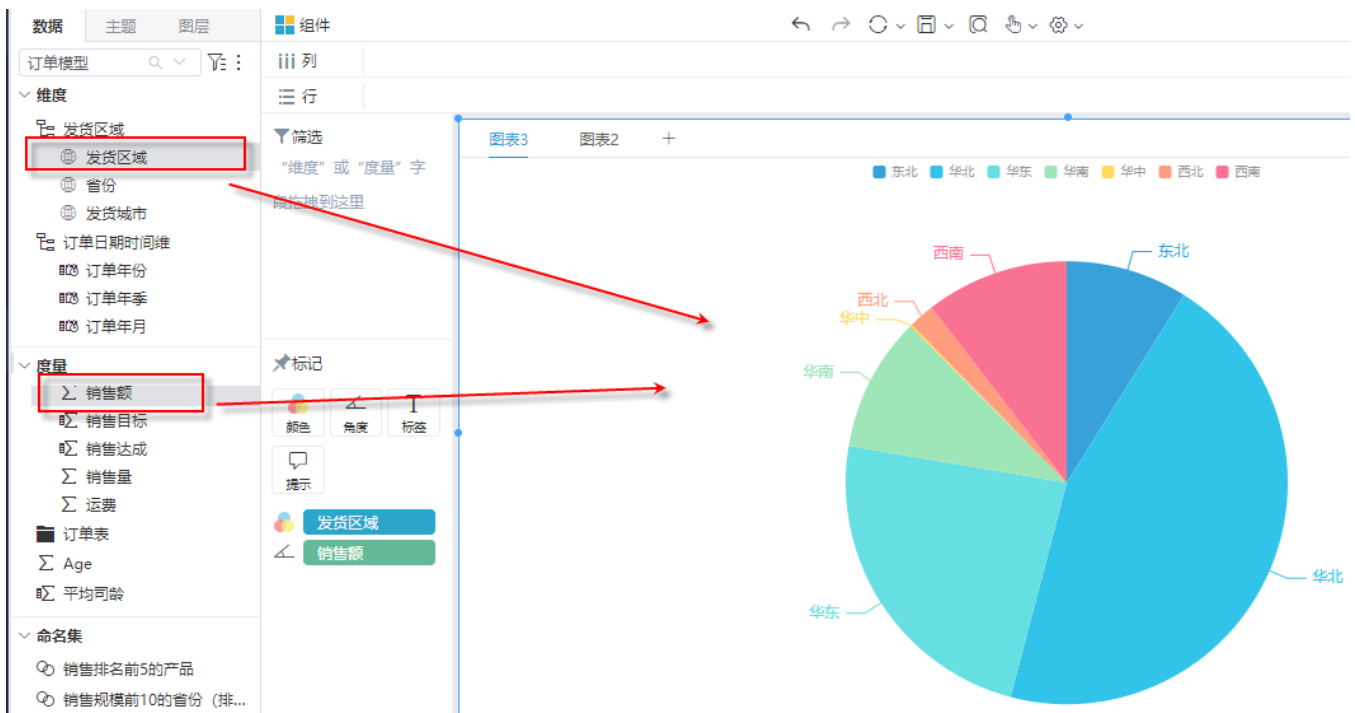 数据
主题
图层
组件
订单模型
列
维度
行
发货区域
发货区域
省份
发货城市
订单日期时间维
订单年份
订单年季
订单年月
度量
销售额
销售目标
销售达成
销售量
运费
订单表
Age
平均司龄
命名集
销售排名前5的产品
销售规模前10的省份（排...
筛选
“维度”或“度量”字
段拖拽到这里
标记
颜色
角度
标签
提示
发货区域
销售额
图表3
图表2
东北
华北
华东
华南
华中
西北
西南
西南
东北
西北
华中
华南
华东
华北